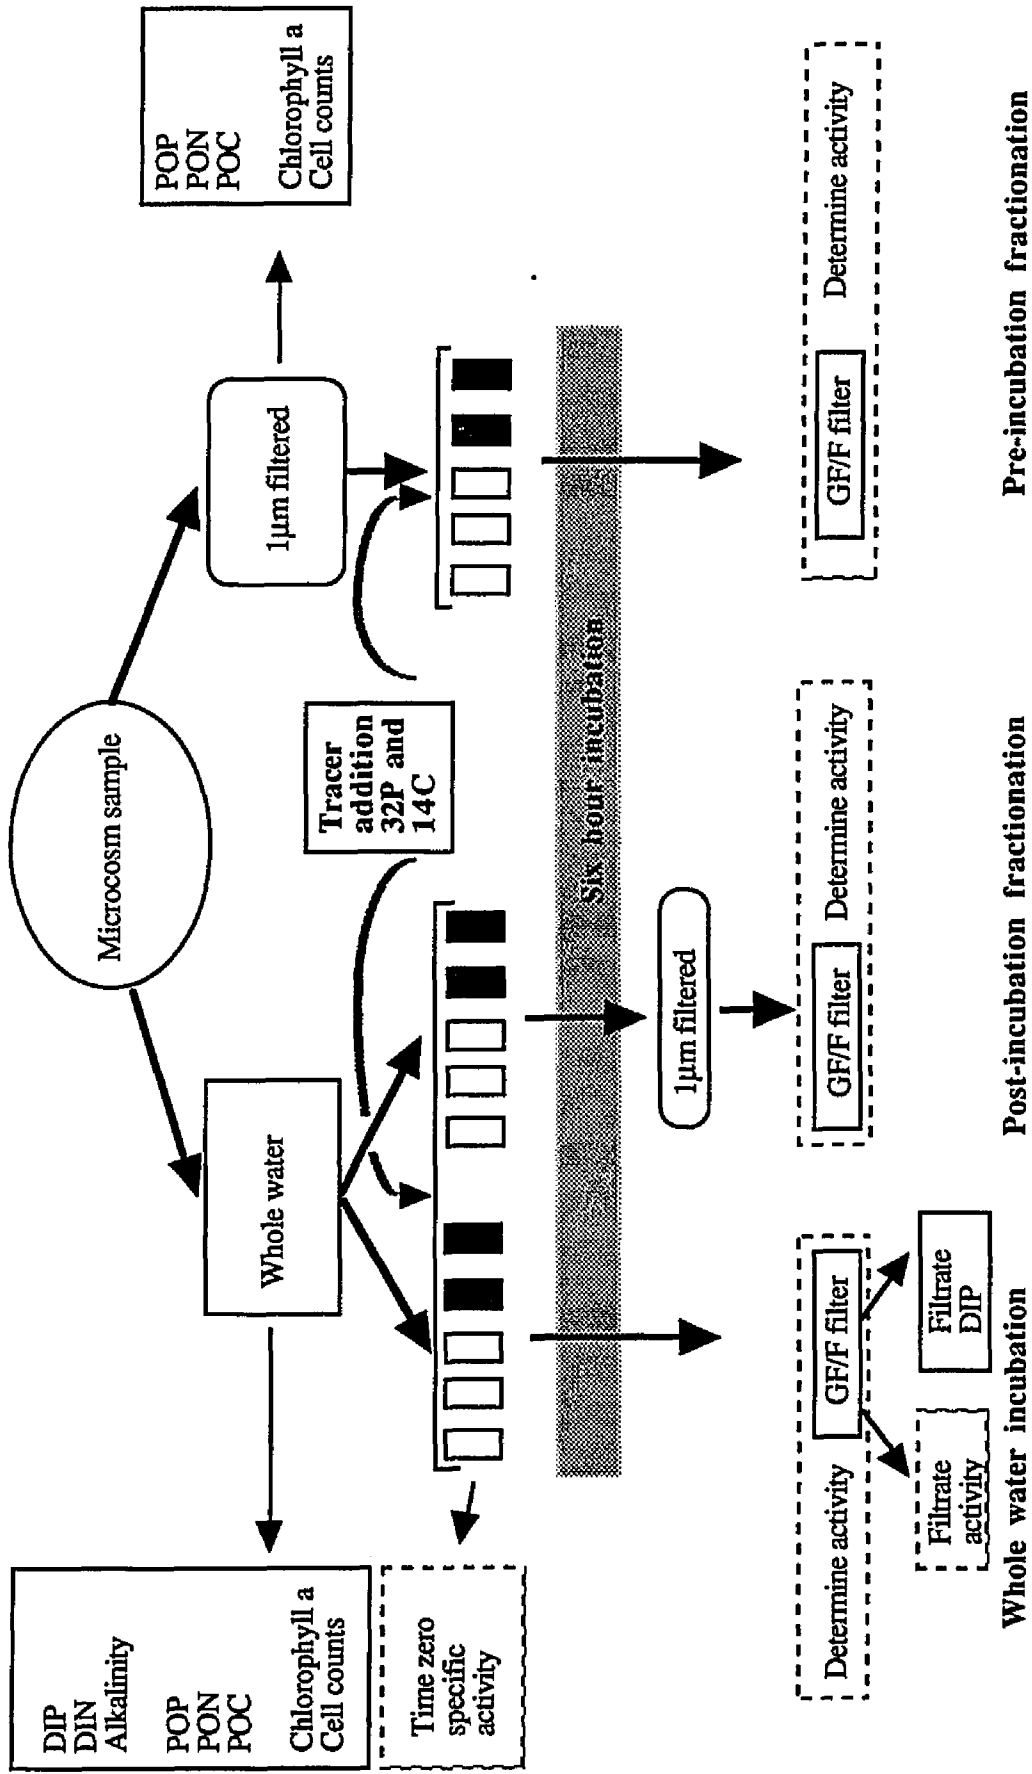 Microcosm sample
Whole water
1µm filtered
DIP
DIN
Alkalinity
POP
PON
POC
Chlorophyll a
Cell counts
POP
PON
POC
Chlorophyll a
Cell counts
Tracer
addition
32P and
14C
Time zero
specific
activity
Six hour incubation
1µm filtered
Determine activity
GF/F filter
GF/F filter
Determine activity
GF/F filter
Determine activity
Filtrate
activity
Filtrate
DIP
Whole water incubation
Post-incubation fractionation
Pre-incubation fractionation